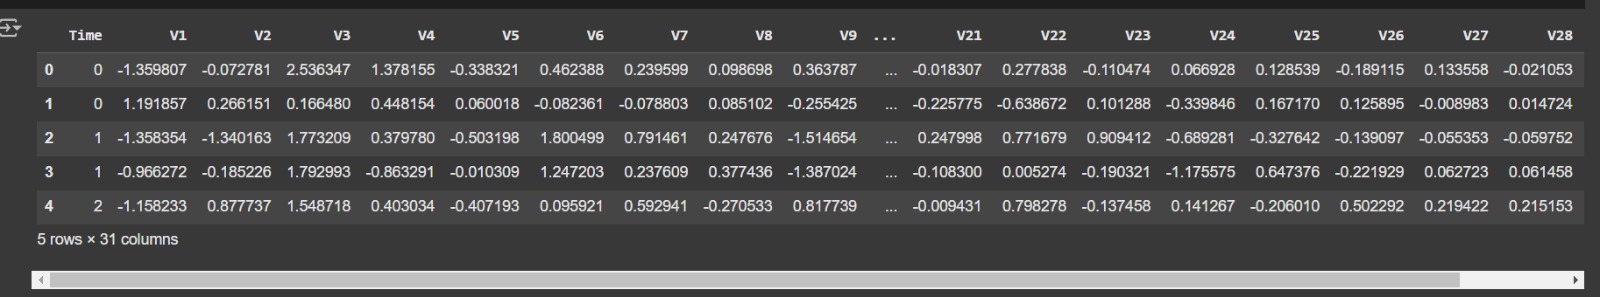 Time V1 V2 V3 V4 V5 V6 V7 V8 V9 ... V21 V22 V23 V24 V25 V26 V27 V28
0 0 -1.359807 -0.072781 2.536347 1.378155 -0.338321 0.462388 0.239599 0.098698 0.363787 ... -0.018307 0.277838 -0.110474 0.066928 0.128539 -0.189115 0.133558 -0.021053
1 0 1.191857 0.266151 0.166480 0.448154 0.060018 -0.082361 -0.078803 0.085102 -0.255425 ... -0.225775 -0.638672 0.101288 -0.339846 0.167170 0.125895 -0.008983 0.014724
2 1 -1.358354 -1.340163 1.773209 0.379780 -0.503198 1.800499 0.791461 0.247676 -1.514654 ... 0.247998 0.771679 0.909412 -0.689281 -0.327642 -0.139097 -0.055353 -0.059752
3 1 -0.966272 -0.185226 1.792993 -0.863291 -0.010309 1.247203 0.237609 0.377436 -1.387024 ... -0.108300 0.005274 -0.190321 -1.175575 0.647376 -0.221929 0.062723 0.061458
4 2 -1.158233 0.877737 1.548718 0.403034 -0.407193 0.095921 0.592941 -0.270533 0.817739 ... -0.009431 0.798278 -0.137458 0.141267 -0.206010 0.502292 0.219422 0.215153
5 rows × 31 columns